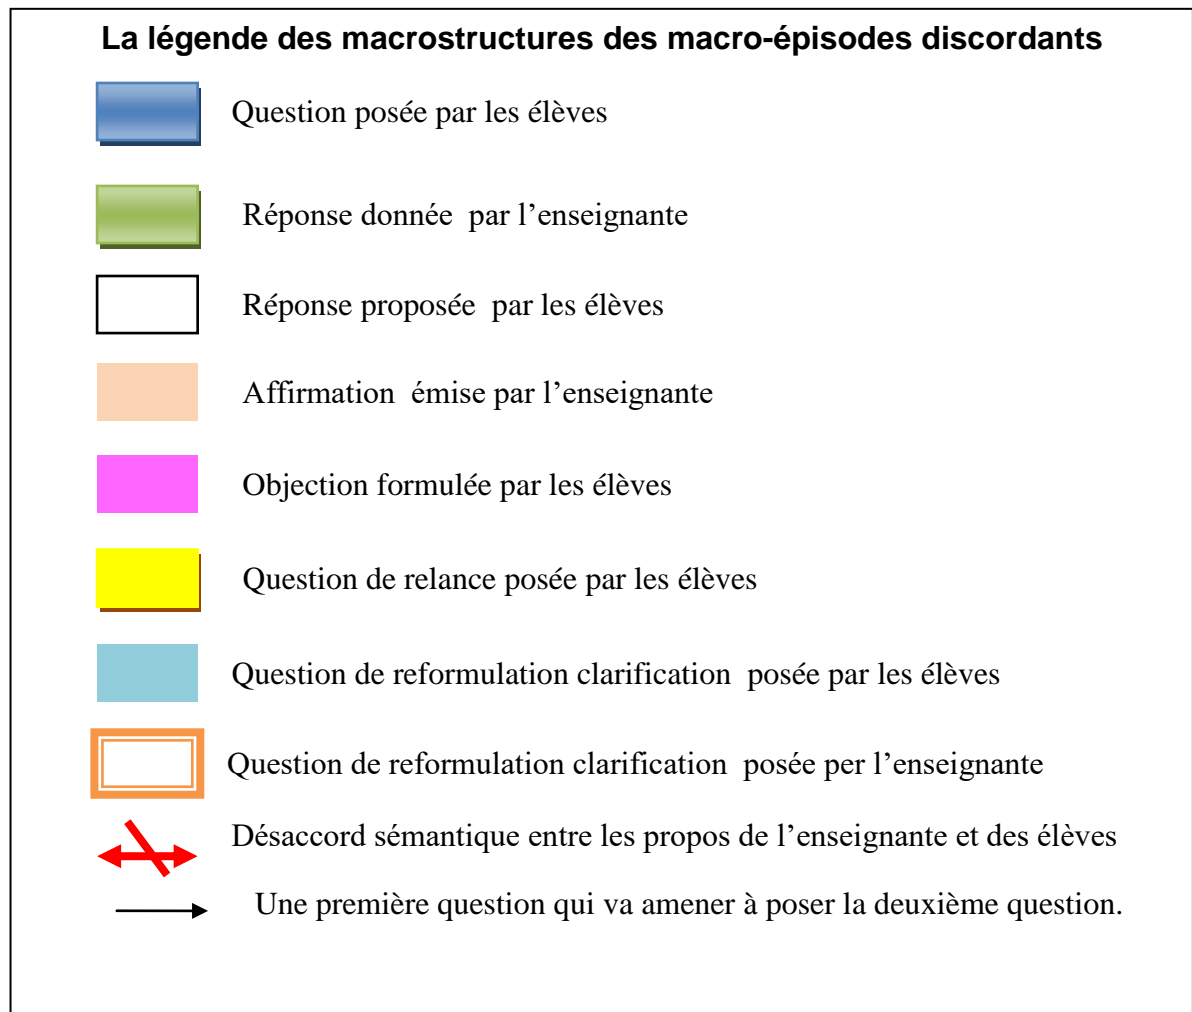 La légende des macrostructures des macro-épisodes discordants
Question posée par les élèves
Réponse donnée par l’enseignante
Réponse proposée par les élèves
Affirmation émise par l’enseignante
Objection formulée par les élèves
Question de relance posée par les élèves
Question de reformulation clarification posée par les élèves
Question de reformulation clarification posée per l’enseignante
Désaccord sémantique entre les propos de l’enseignante et des élèves
Une première question qui va amener à poser la deuxième question.